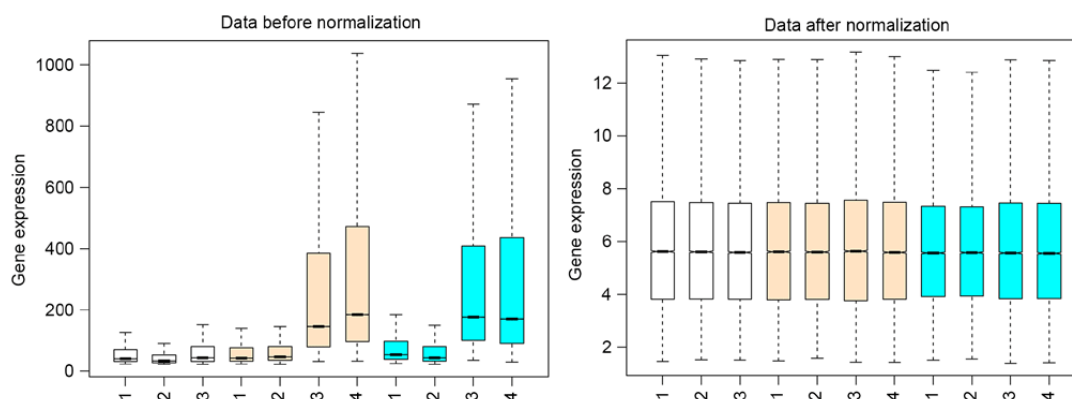 Data before normalization
Gene expression
1000
800
600
400
200
0
1 2 3 1 2 3 4 1 2 3 4
Data after normalization
Gene expression
12
10
8
6
4
2
1 2 3 1 2 3 4 1 2 3 4